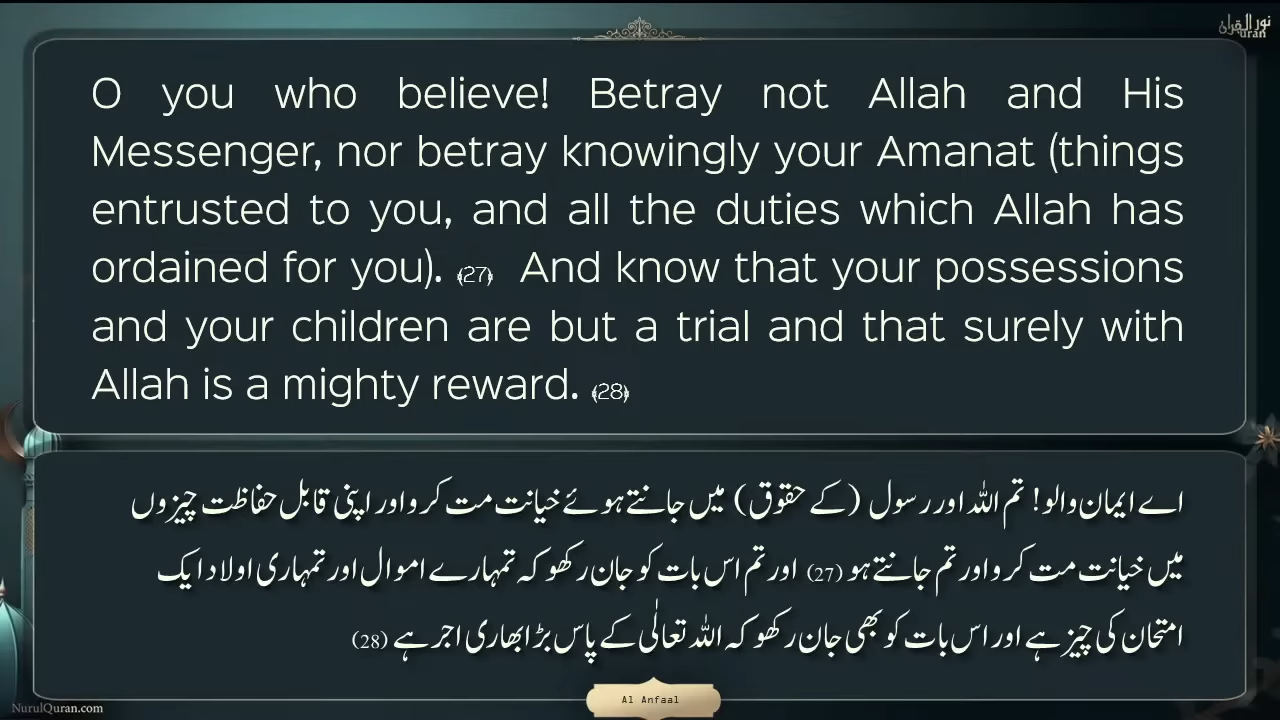 نور القرآن
Quran
O you who believe! Betray not Allah and His
Messenger, nor betray knowingly your Amanat (things
entrusted to you, and all the duties which Allah has
ordained for you). ﴾27﴿ And know that your possessions
and your children are but a trial and that surely with
Allah is a mighty reward. ﴾28﴿
اے ایمان والو! تم اللہ اور رسول (کے حقوق) میں جانتے ہوئے خیانت مت کرو اور اپنی قابل حفاظت چیزوں
میں خیانت مت کرو اور تم جانتے ہو (27) اور تم اس بات کو جان رکھو کہ تمہارے اموال اور تمہاری اولاد ایک
امتحان کی چیز ہے اور اس بات کو بھی جان رکھو کہ اللہ تعالٰی کے پاس بڑا بھاری اجر ہے (28)
Al Anfaal
NurulQuran.com